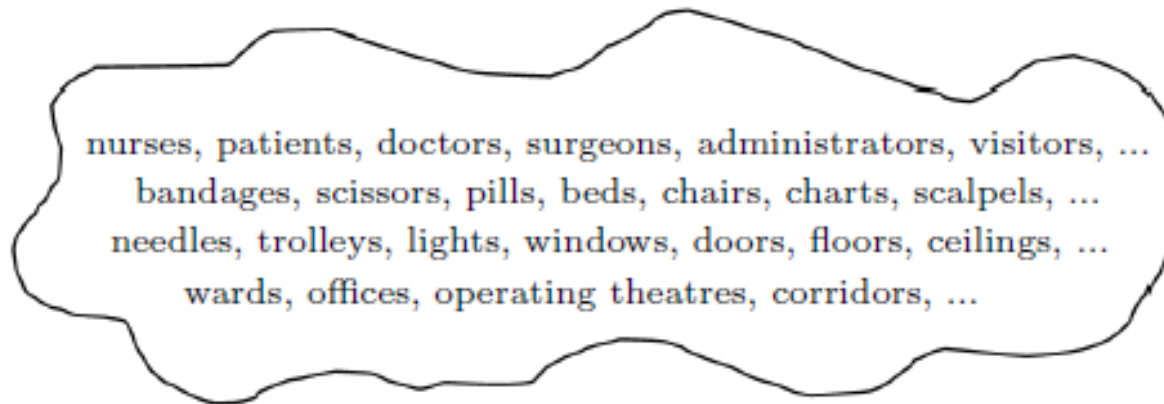 nurses, patients, doctors, surgeons, administrators, visitors, ...
bandages, scissors, pills, beds, chairs, charts, scalpels, ...
needles, trolleys, lights, windows, doors, floors, ceilings, ...
wards, offices, operating theatres, corridors, ...